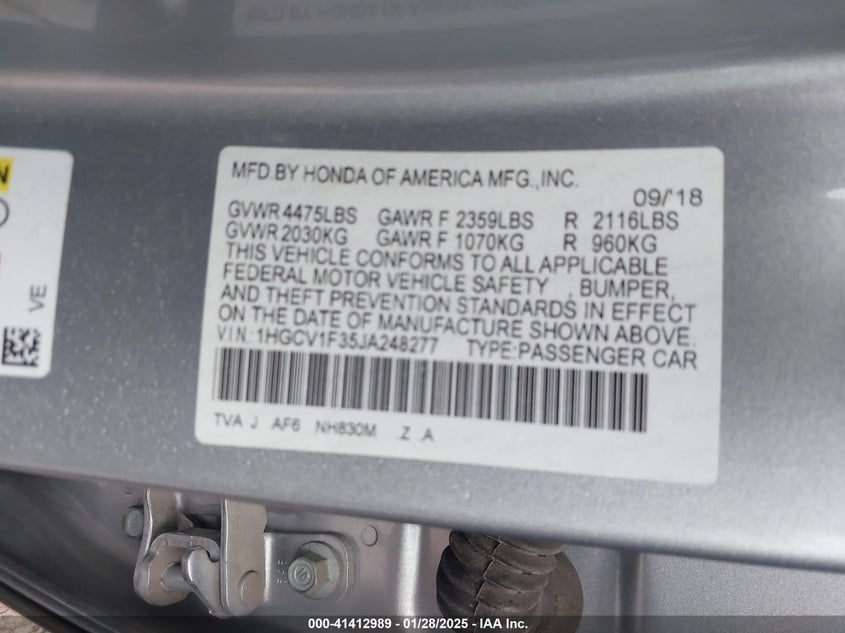 MFD.BY HONDA OF AMERICA MFG.,INC.
09/'18
GVWR 4475LBS GAWR F 2359LBS R 2116LBS
GVWR 2030KG GAWR F 1070KG R 960KG
THIS VEHICLE CONFORMS TO ALL APPLICABLE
FEDERAL MOTOR VEHICLE SAFETY , BUMPER,
AND THEFT PREVENTION STANDARDS IN EFFECT
ON THE DATE OF MANUFACTURE SHOWN ABOVE.
VIN.:1HGCV1F35JA248277 TYPE:PASSENGER CAR
TVA J AF6 NH830M .Z .A
N
VE
000-41412989 - 01/28/2025 - IAA Inc.